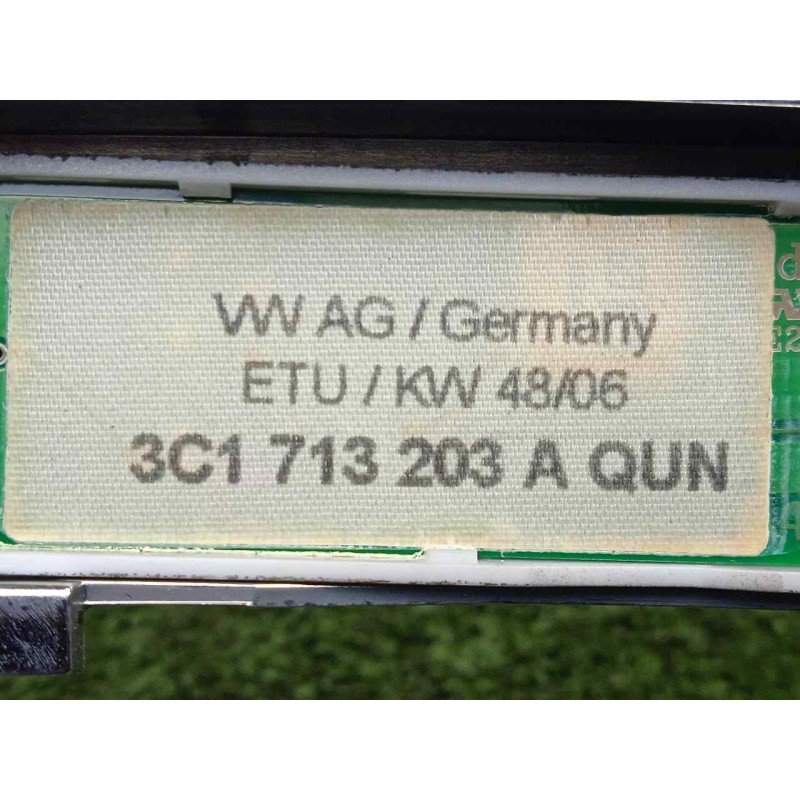 VW AG / Germany
ETU / KW 48/06
3C1 713 203 A QUN